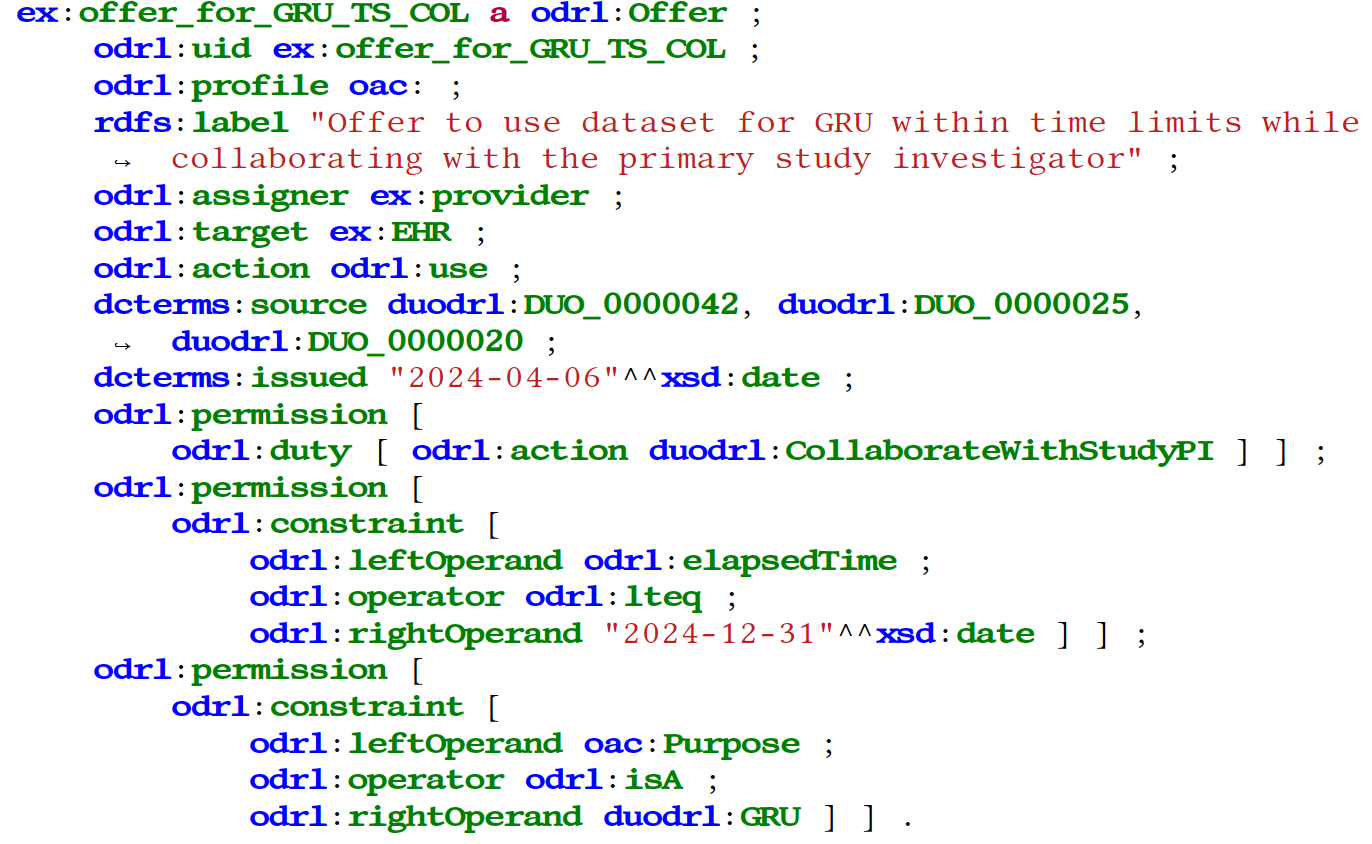 ex:offer_for_GRU_TS_COL a odrl:Offer ;
odrl:uid ex:offer_for_GRU_TS_COL ;
odrl:profile oac: ;
rdfs:label "Offer to use dataset for GRU within time limits while
↪ collaborating with the primary study investigator" ;
odrl:assigner ex:provider ;
odrl:target ex:EHR ;
odrl:action odrl:use ;
dcterms:source duodrl:DUO_0000042, duodrl:DUO_0000025,
↪ duodrl:DUO_0000020 ;
dcterms:issued "2024-04-06"^^xsd:date ;
odrl:permission [
odrl:duty [ odrl:action duodrl:CollaborateWithStudyPI ] ] ;
odrl:permission [
odrl:constraint [
odrl:leftOperand odrl:elapsedTime ;
odrl:operator odrl:lteq ;
odrl:rightOperand "2024-12-31"^^xsd:date ] ] ;
odrl:permission [
odrl:constraint [
odrl:leftOperand oac:Purpose ;
odrl:operator odrl:isA ;
odrl:rightOperand duodrl:GRU ] ] .